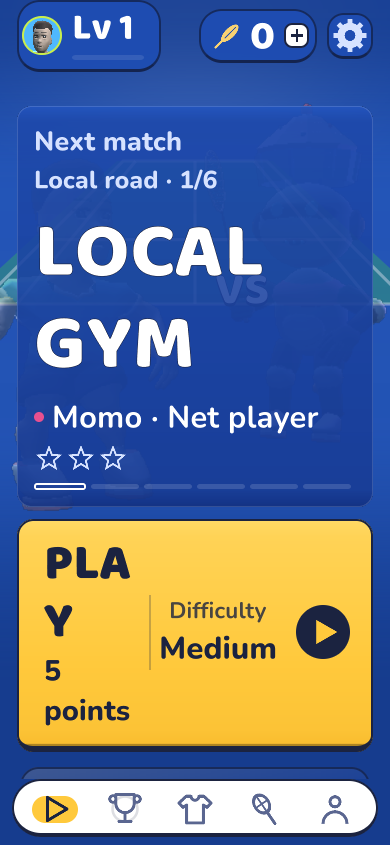 Lv 1
0
Next match
Local road · 1/6
LOCAL
GYM
VS
Momo · Net player
PLA
Y
5
points
Difficulty
Medium